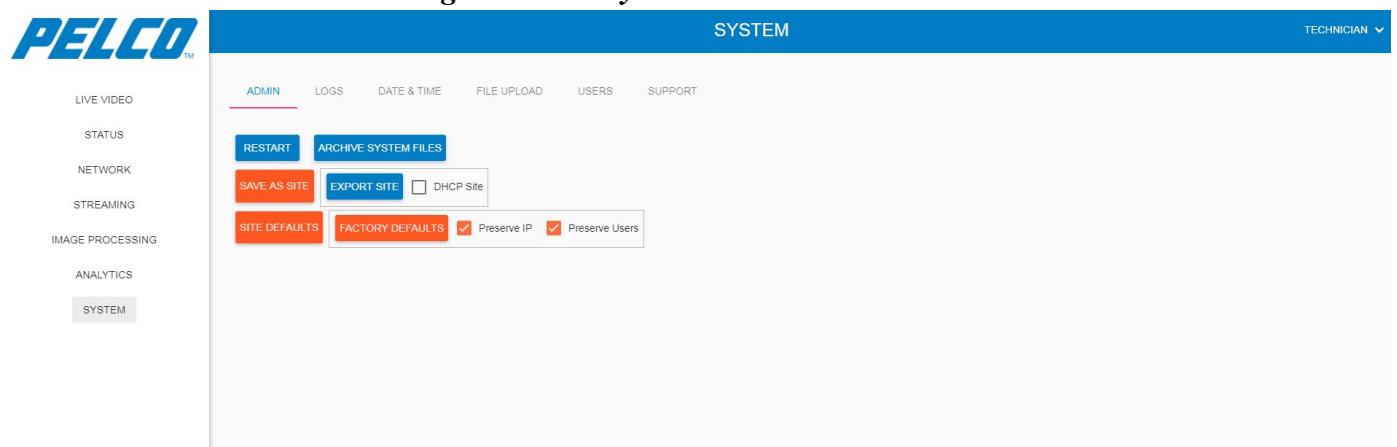 PELCO TM
SYSTEM
TECHNICIAN
LIVE VIDEO
STATUS
NETWORK
STREAMING
IMAGE PROCESSING
ANALYTICS
SYSTEM
ADMIN LOGS DATE & TIME FILE UPLOAD USERS SUPPORT
RESTART ARCHIVE SYSTEM FILES
SAVE AS SITE EXPORT SITE DHCP Site
SITE DEFAULTS FACTORY DEFAULTS Preserve IP Preserve Users